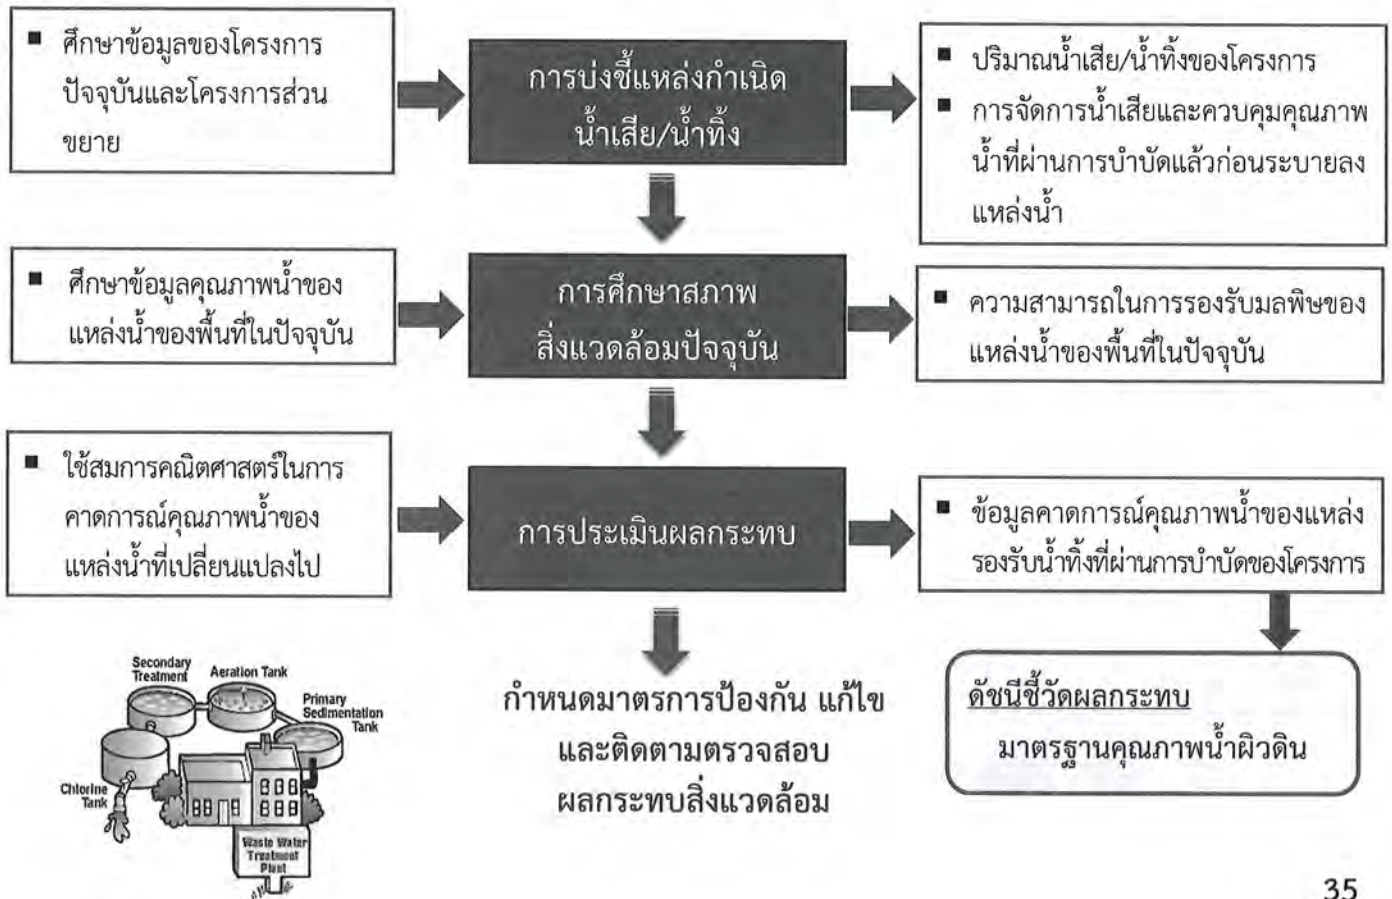 ▪ ศึกษาข้อมูลของโครงการ
ปัจจุบันและโครงการส่วน
ขยาย
การบ่งชี้แหล่งกำเนิด
น้ำเสีย/น้ำทิ้ง
▪ ปริมาณน้ำเสีย/น้ำทิ้งของโครงการ
▪ การจัดการน้ำเสียและควบคุมคุณภาพ
น้ำที่ผ่านการบำบัดแล้วก่อนระบายลง
แหล่งน้ำ
▪ ศึกษาข้อมูลคุณภาพน้ำของ
แหล่งน้ำของพื้นที่ในปัจจุบัน
การศึกษาสภาพ
สิ่งแวดล้อมปัจจุบัน
▪ ความสามารถในการรองรับมลพิษของ
แหล่งน้ำของพื้นที่ในปัจจุบัน
▪ ใช้สมการคณิตศาสตร์ในการ
คาดการณ์คุณภาพน้ำของ
แหล่งน้ำที่เปลี่ยนแปลงไป
การประเมินผลกระทบ
▪ ข้อมูลคาดการณ์คุณภาพน้ำของแหล่ง
รองรับน้ำทิ้งที่ผ่านการบำบัดของโครงการ
กำหนดมาตรการป้องกัน แก้ไข
และติดตามตรวจสอบ
ผลกระทบสิ่งแวดล้อม
ดัชนีชี้วัดผลกระทบ
มาตรฐานคุณภาพน้ำผิวดิน
Secondary
Treatment
Aeration Tank
Primary
Sedimentation
Tank
Chlorine
Tank
Waste Water
Treatment
Plant
35